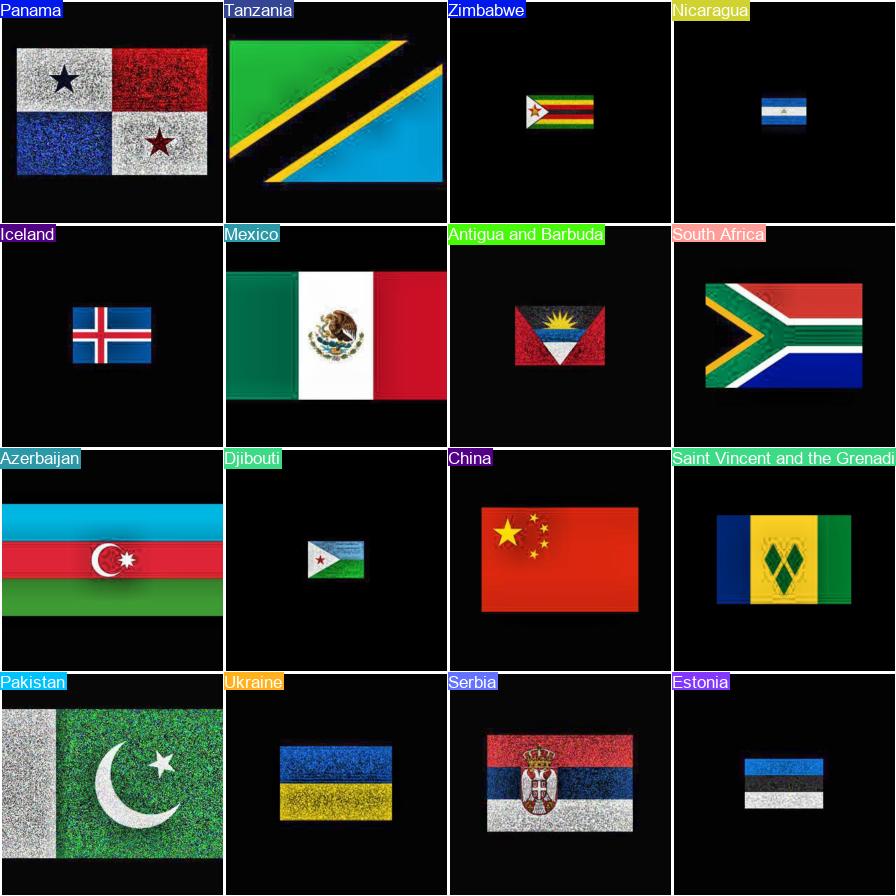 Panama
Tanzania
Zimbabwe
Nicaragua
Iceland
Mexico
Antigua and Barbuda
South Africa
Azerbaijan
Djibouti
China
Saint Vincent and the Grenadi
Pakistan
Ukraine
Serbia
Estonia